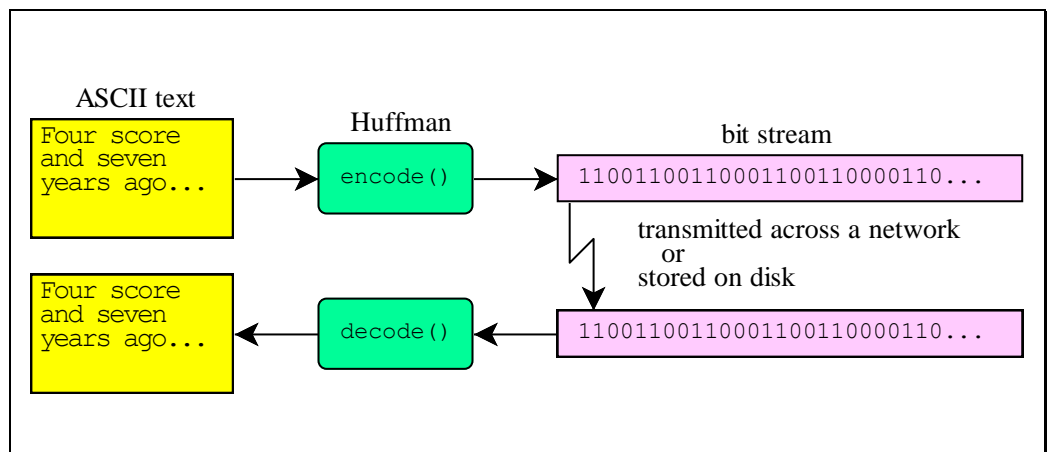 ASCII text
Four score
and seven
years ago...
Huffman
encode()
bit stream
11001100110001100110000110...
transmitted across a network
or
stored on disk
Four score
and seven
years ago...
decode()
11001100110001100110000110...